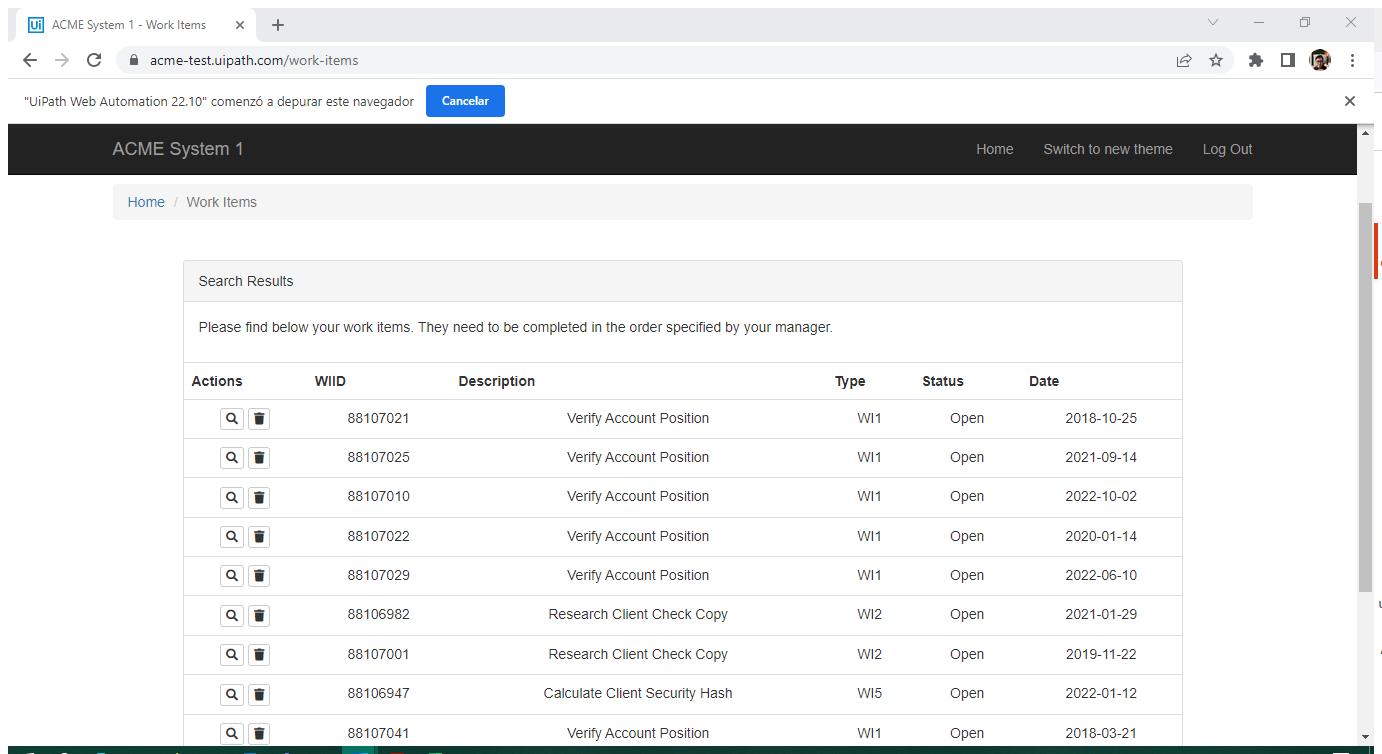 Ui ACME System 1 - Work Items
acme-test.uipath.com/work-items
"UiPath Web Automation 22.10" comenzó a depurar este navegador Cancelar
ACME System 1 Home Switch to new theme Log Out
Home / Work Items
Search Results
Please find below your work items. They need to be completed in the order specified by your manager.
Actions WIID Description Type Status Date
88107021 Verify Account Position WI1 Open 2018-10-25
88107025 Verify Account Position WI1 Open 2021-09-14
88107010 Verify Account Position WI1 Open 2022-10-02
88107022 Verify Account Position WI1 Open 2020-01-14
88107029 Verify Account Position WI1 Open 2022-06-10
88106982 Research Client Check Copy WI2 Open 2021-01-29
88107001 Research Client Check Copy WI2 Open 2019-11-22
88106947 Calculate Client Security Hash WI5 Open 2022-01-12
88107041 Verify Account Position WI1 Open 2018-03-21